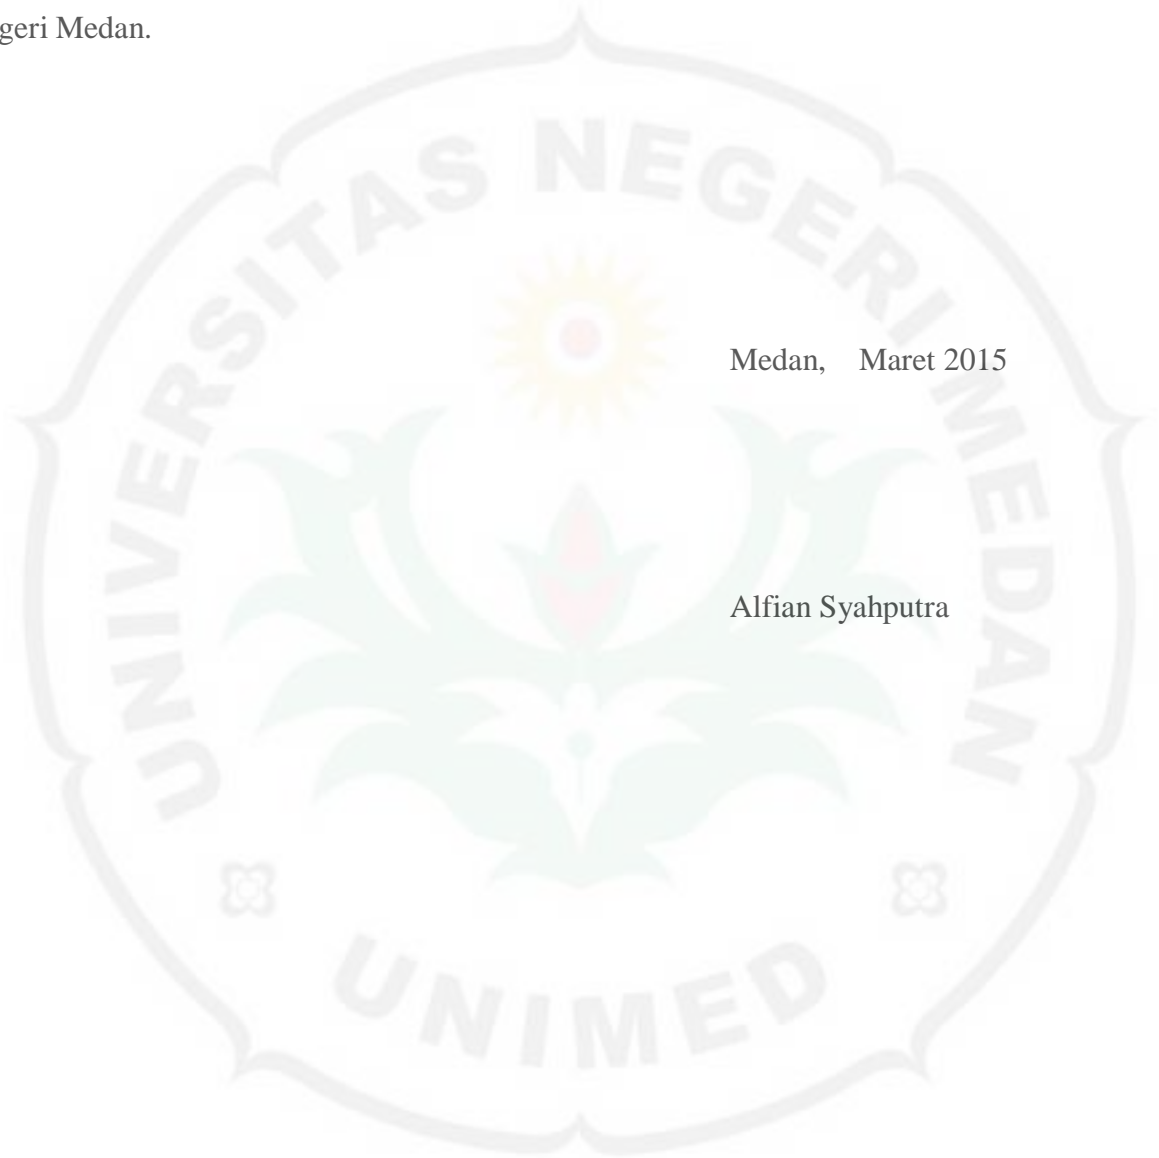 geri Medan.
UNIVERSITAS NEGERI MEDAN
Medan,    Maret 2015
Alfian Syahputra
UNIMED